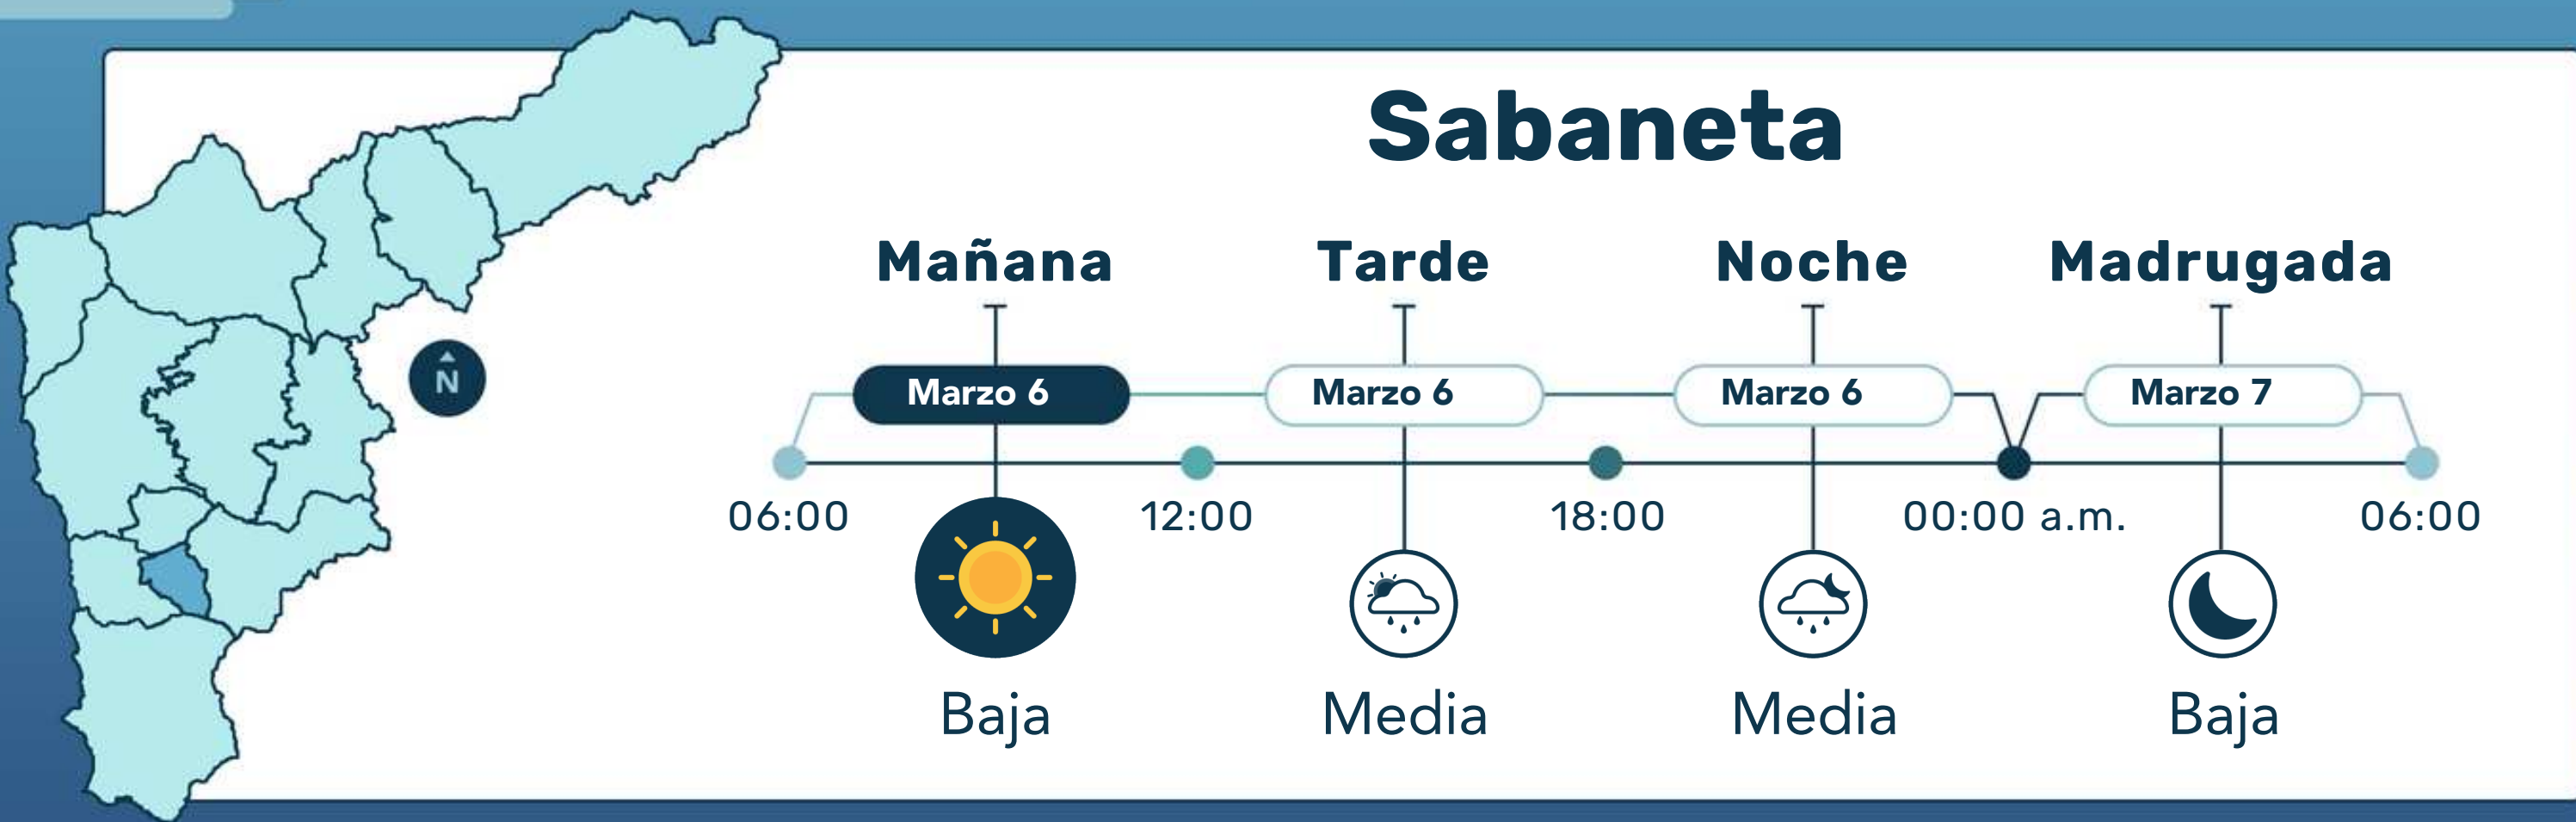 Sabaneta
Mañana Tarde Noche Madrugada
Marzo 6 Marzo 6 Marzo 6 Marzo 7
N
06:00 12:00 18:00 00:00 a.m. 06:00
Baja Media Media Baja